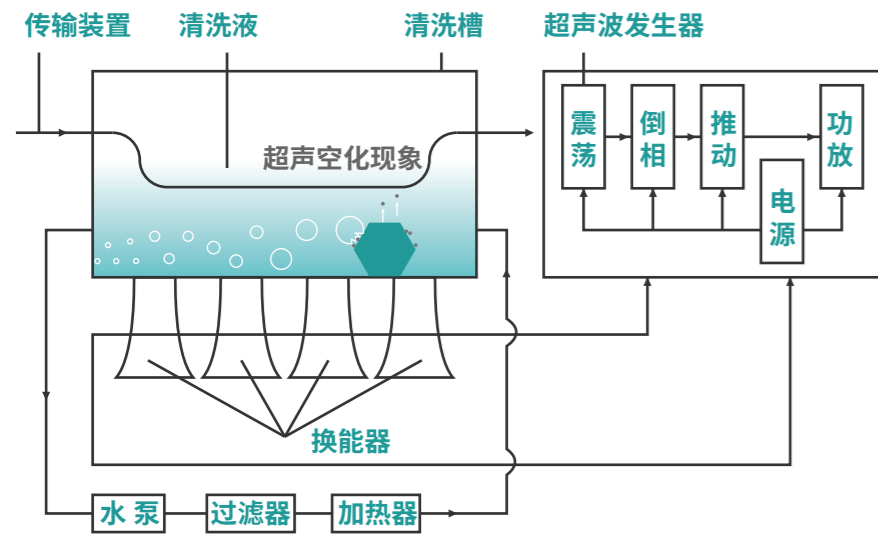 传输装置
清洗液
清洗槽
超声波发生器
超声空化现象
震荡
倒相
推动
功放
电源
换能器
水泵
过滤器
加热器